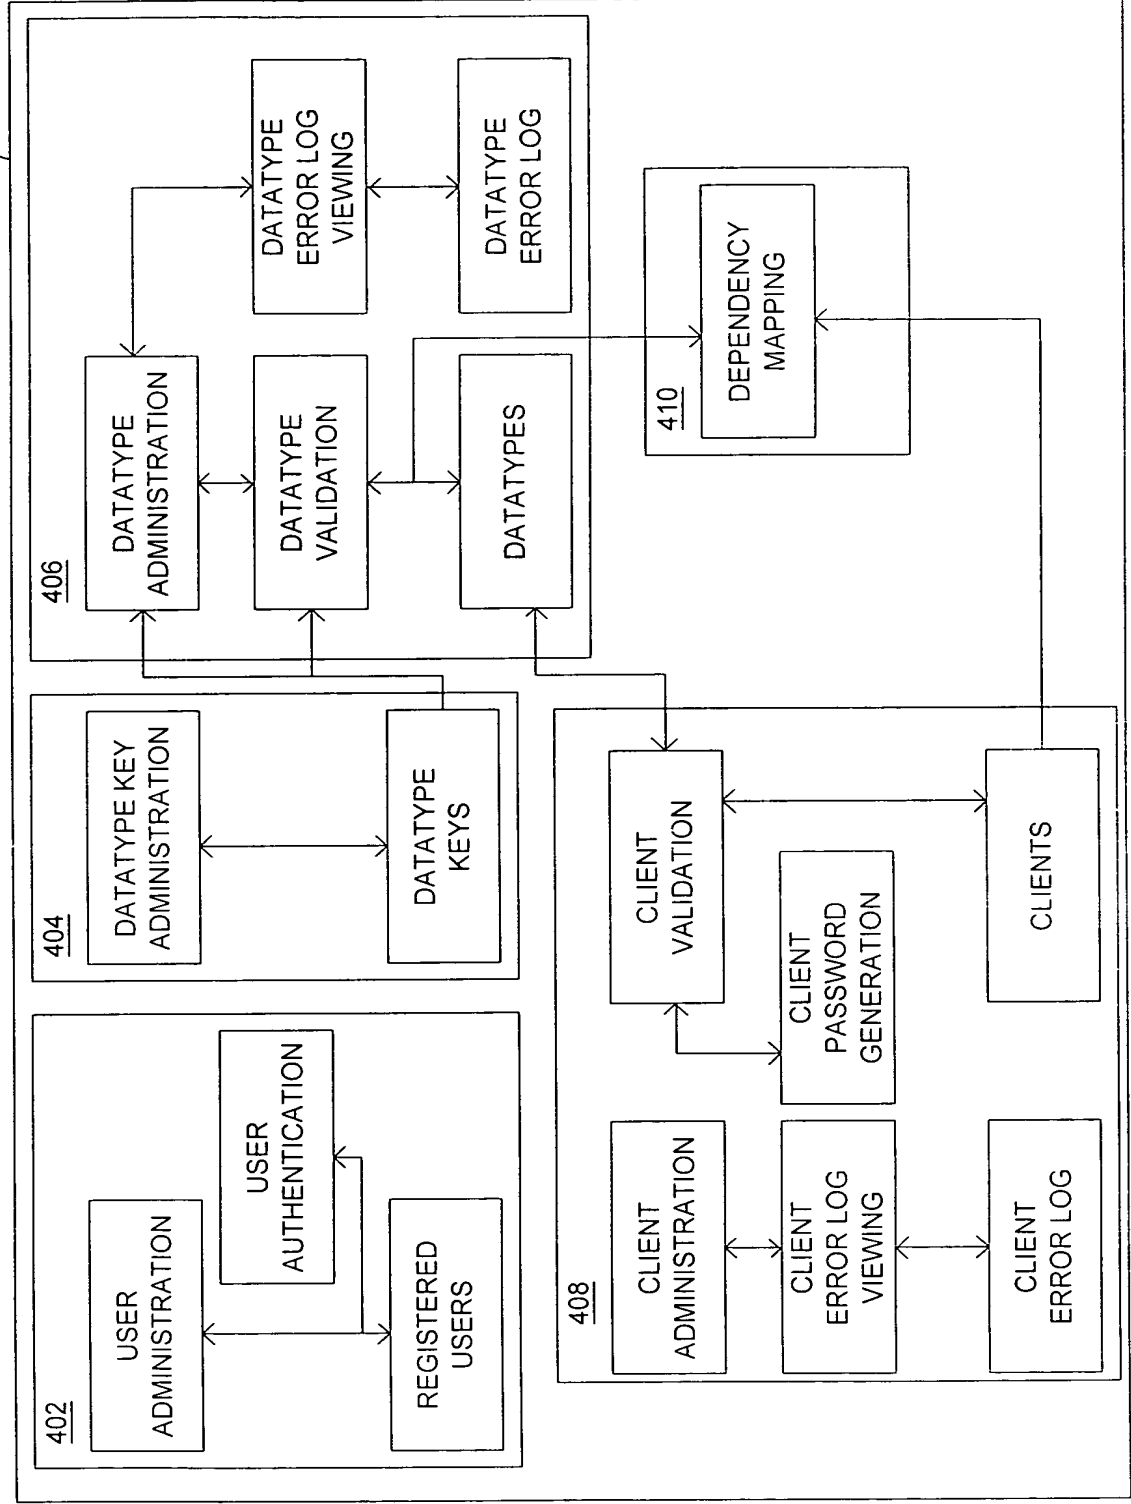 402
USER
ADMINISTRATION
USER
AUTHENTICATION
REGISTERED
USERS
404
DATATYPE KEY
ADMINISTRATION
DATATYPE
KEYS
406
DATATYPE
ADMINISTRATION
DATATYPE
VALIDATION
DATATYPES
DATATYPE
ERROR LOG
VIEWING
DATATYPE
ERROR LOG
408
CLIENT
ADMINISTRATION
CLIENT
ERROR LOG
VIEWING
CLIENT
ERROR LOG
CLIENT
VALIDATION
CLIENT
PASSWORD
GENERATION
CLIENTS
410
DEPENDENCY
MAPPING